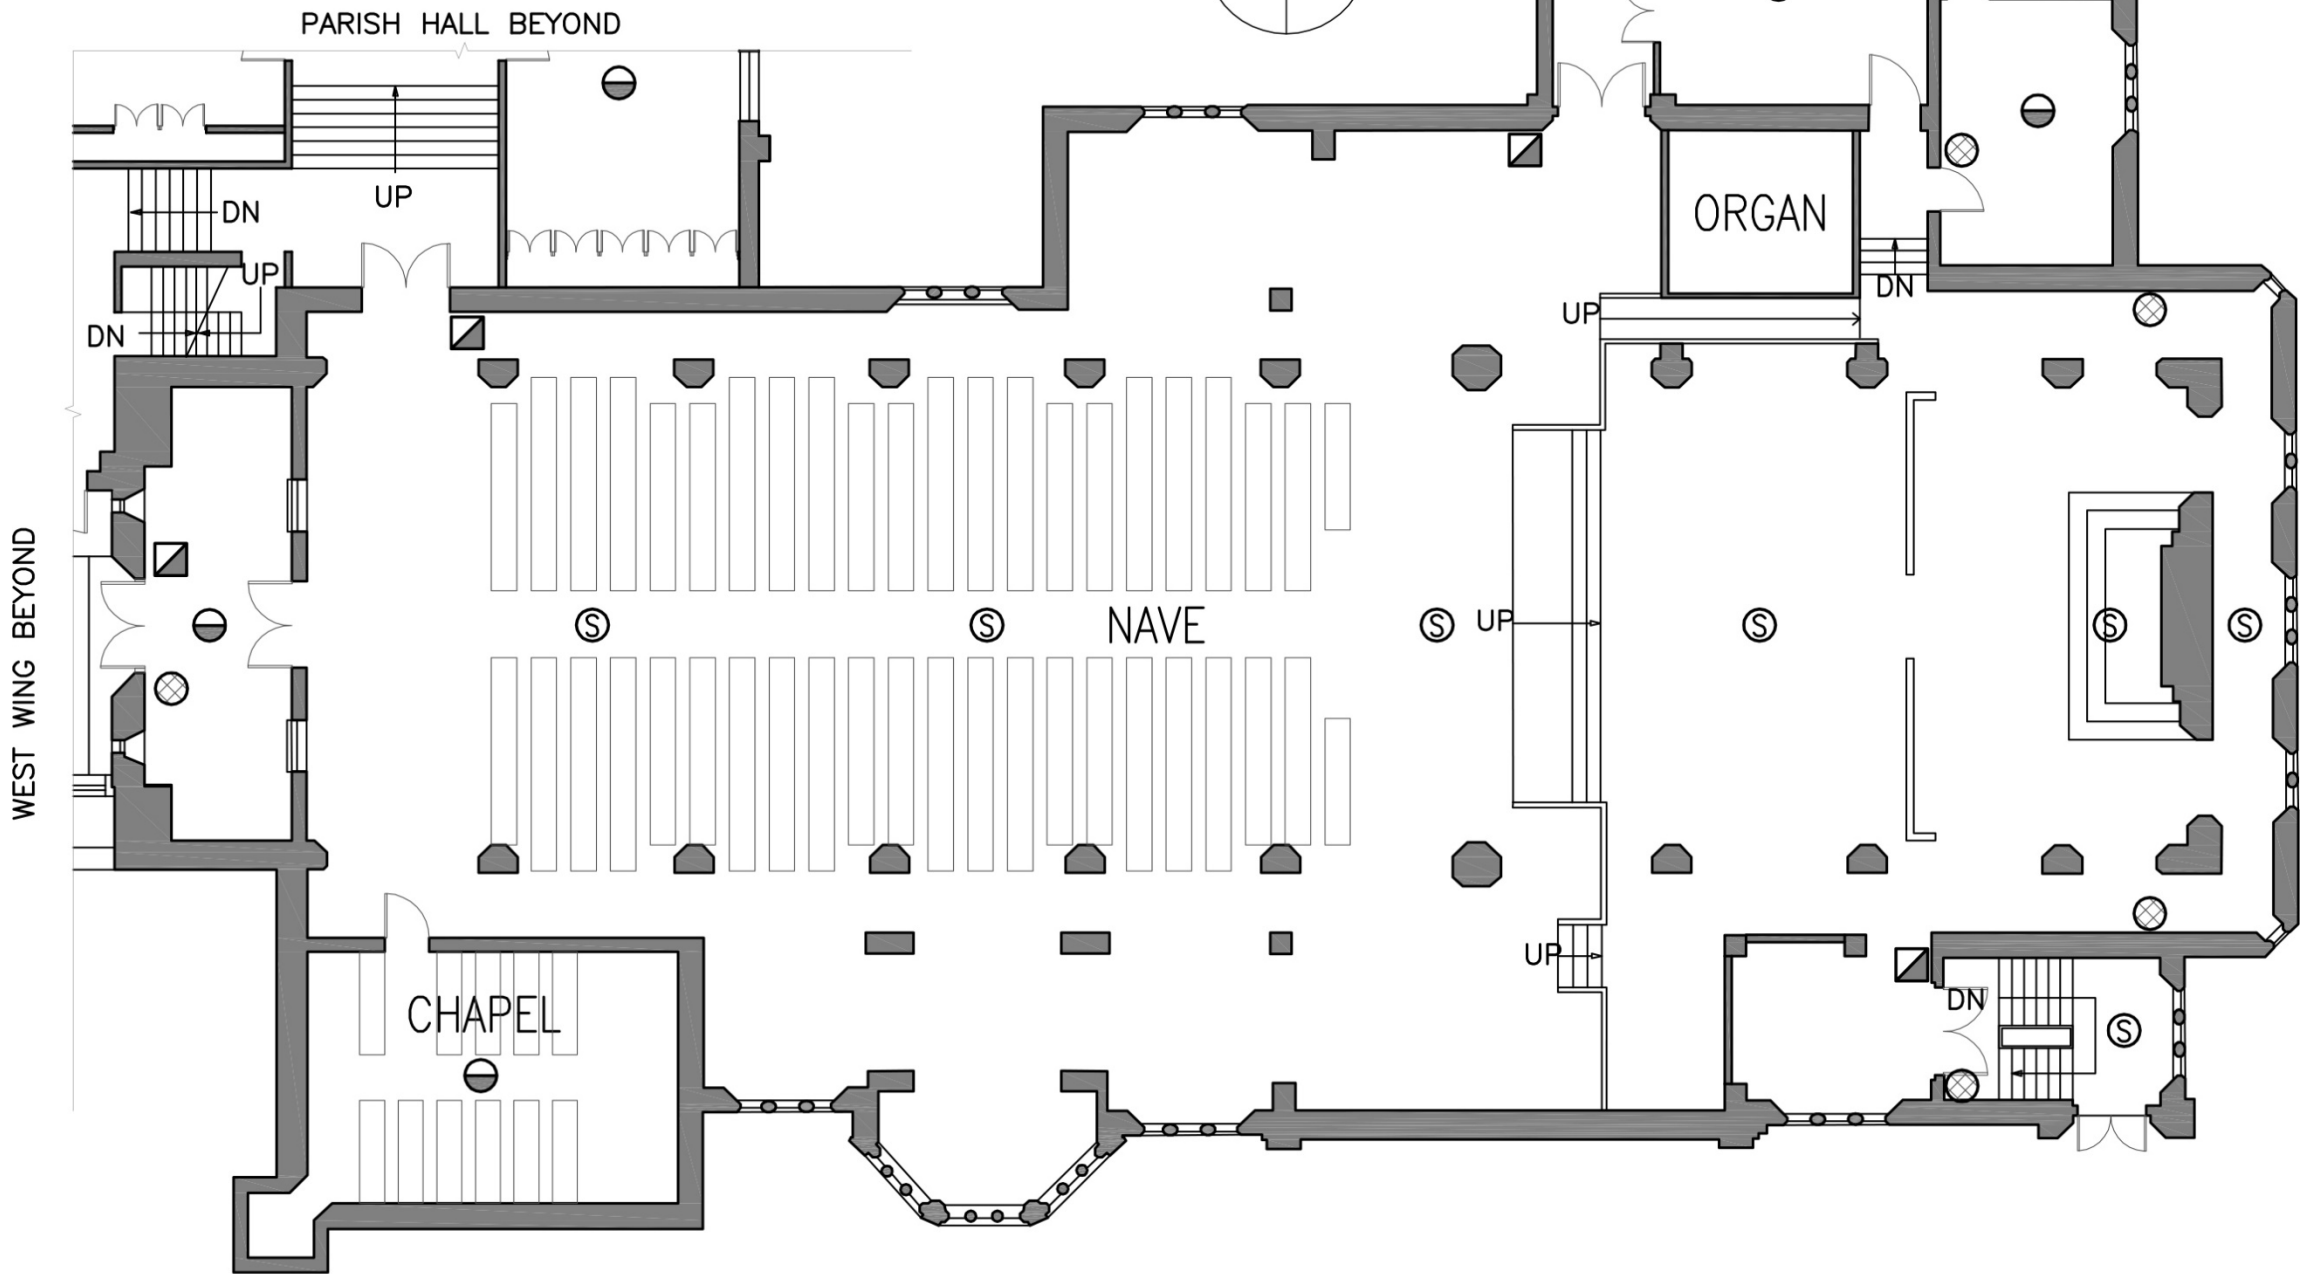 PARISH HALL BEYOND
UP
DN
UP
DN
ORGAN
DN
UP
WEST WING BEYOND
S
S
NAVE
S
UP
S
S
S
UP
CHAPEL
DN
S